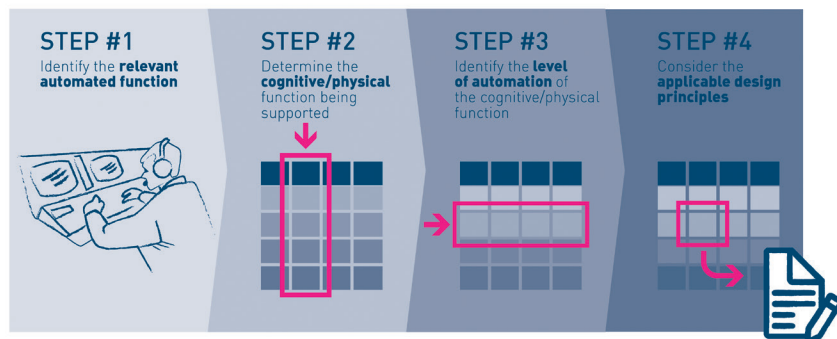 STEP #1
Identify the relevant
automated function
STEP #2
Determine the
cognitive/physical
function being
supported
STEP #3
Identify the level
of automation of
the cognitive/physical
function
STEP #4
Consider the
applicable design
principles